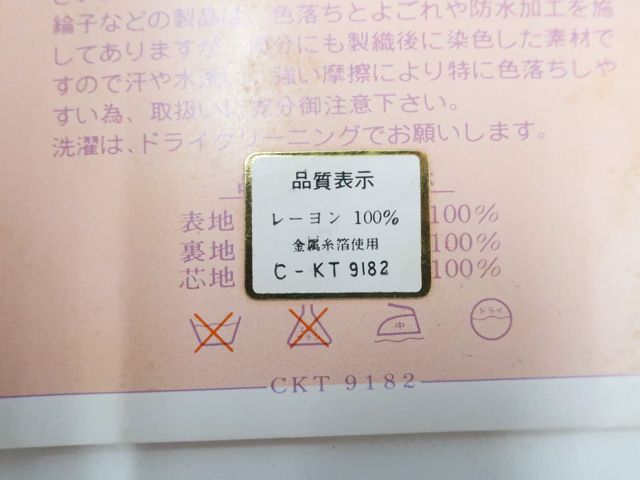 綸子などの製品は、色落ちとよごれや防水加工を施
してありますが、部分にも製織後に染色した素材で
すので汗や水洗い、強い摩擦により特に色落ちしや
すい為、取扱いは充分御注意下さい。
洗濯は、ドライクリーニングでお願いします。
品質表示
レーヨン 100%
金属糸箔使用
C-KT 9182
表地 100%
裏地 100%
芯地 100%
中 ドライ
CKT 9182